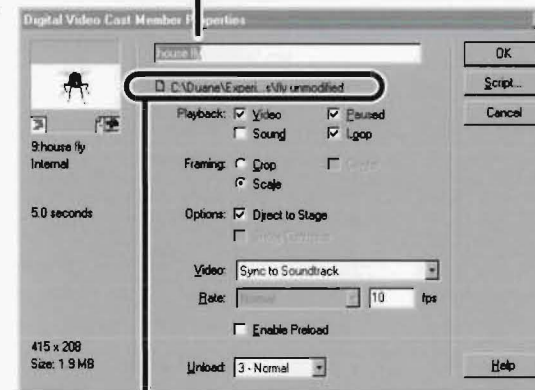 Digital Video Cast Member Properties
house fly
C:\Duane\Experi...s\fly unmodified
OK
Script...
Cancel
Playback: Video Paused
Sound Loop
9:house fly
Internal
Framing: Crop
Scale
5.0 seconds
Options: Direct to Stage
Video: Sync to Soundtrack
Rate: Normal 10 fps
Enable Preload
415 x 208
Size: 1.9 MB
Unload: 3 - Normal
Help